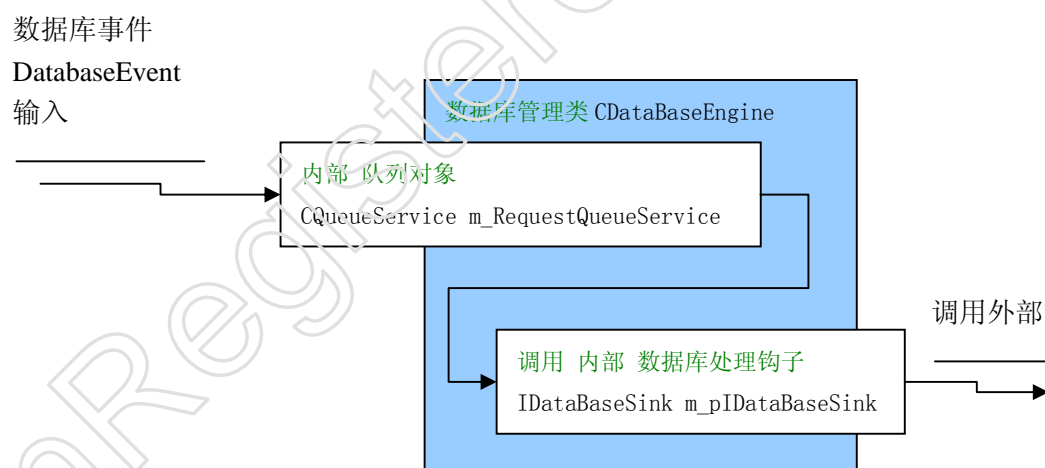 数据库事件
DatabaseEvent
输入
数据库管理类 CDataBaseEngine
内部 队列对象
CQueueService m_RequestQueueService
调用外部
调用 内部 数据库处理钩子
IDataBaseSink m_pIDataBaseSink
nRegistere